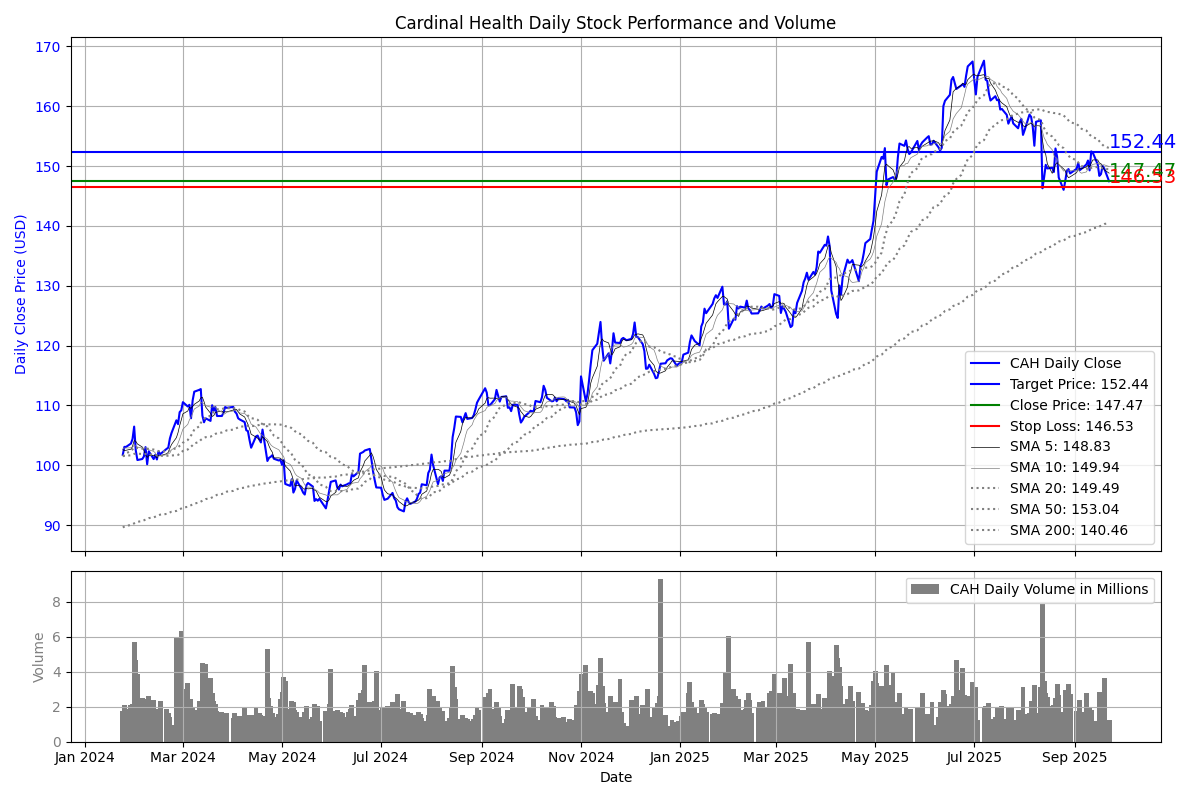 Cardinal Health Daily Stock Performance and Volume
170
160
150
140
130
120
110
100
90
Daily Close Price (USD)
152.44
147.47
146.53
CAH Daily Close
Target Price: 152.44
Close Price: 147.47
Stop Loss: 146.53
SMA 5: 148.83
SMA 10: 149.94
SMA 20: 149.49
SMA 50: 153.04
SMA 200: 140.46
8
6
4
2
0
Volume
CAH Daily Volume in Millions
Jan 2024 Mar 2024 May 2024 Jul 2024 Sep 2024 Nov 2024 Jan 2025 Mar 2025 May 2025 Jul 2025 Sep 2025
Date